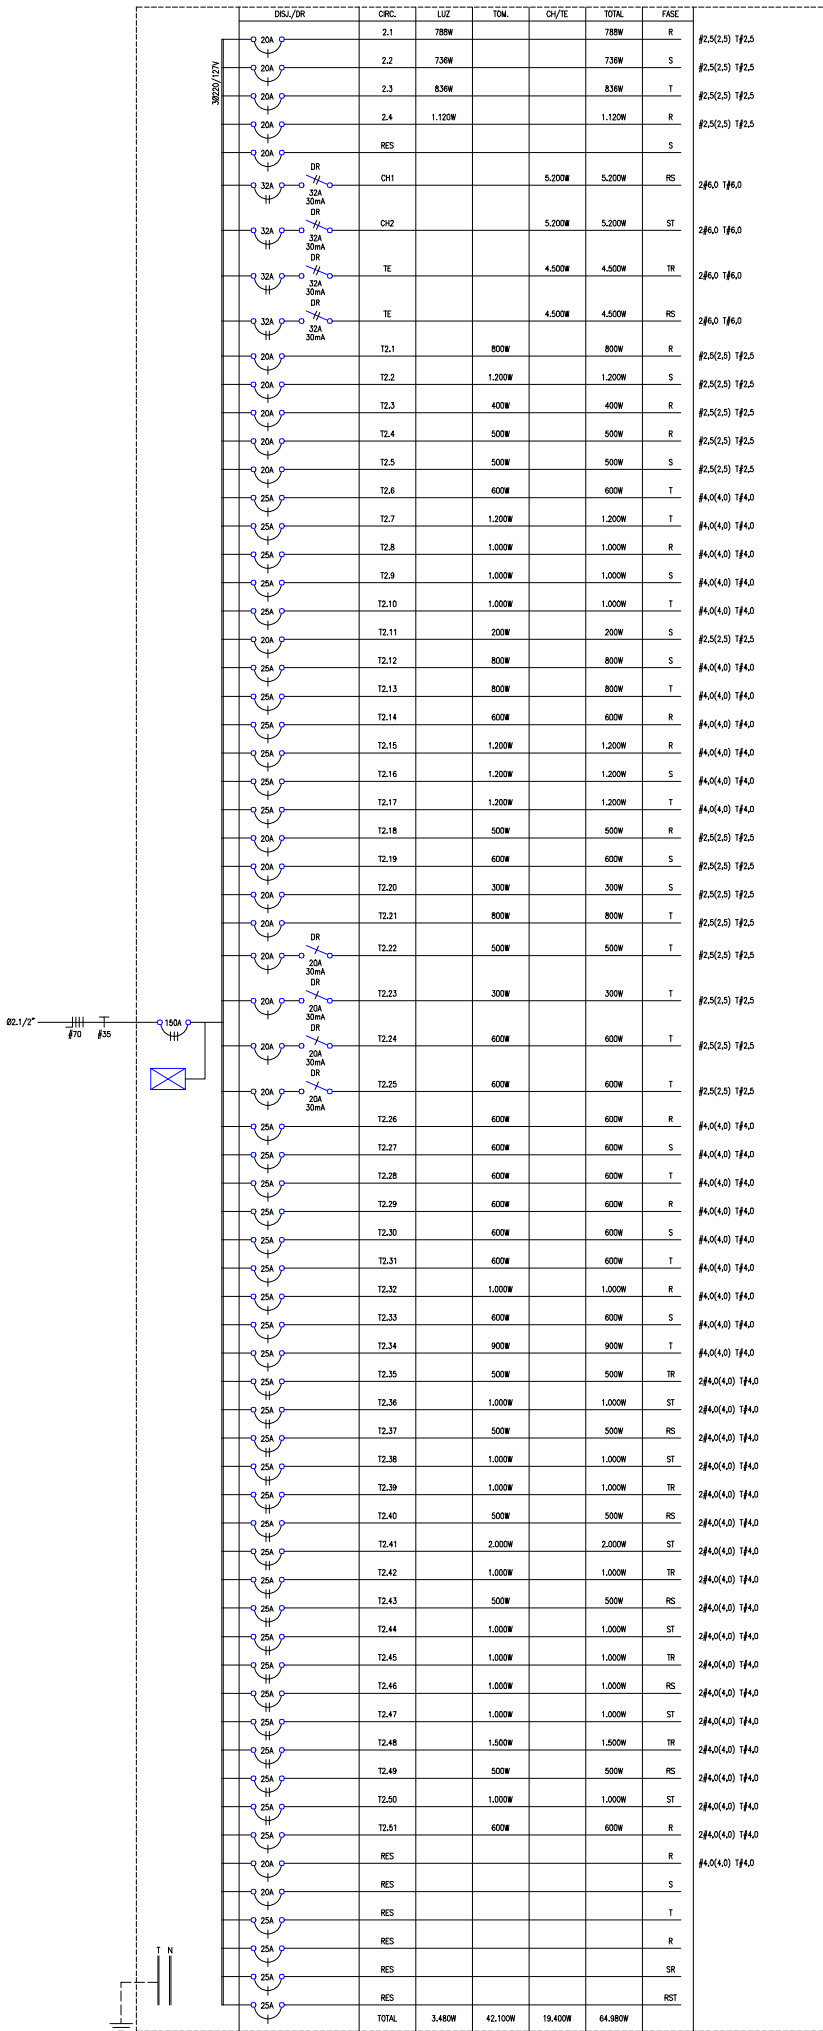 DISJ./DR CIRC. LUZ TOM. CH/TE TOTAL FASE
3Ø220/127V
20A 2.1 788W 788W R #2,5(2,5) T#2,5
20A 2.2 736W 736W S #2,5(2,5) T#2,5
20A 2.3 836W 836W T #2,5(2,5) T#2,5
20A 2.4 1.120W 1.120W R #2,5(2,5) T#2,5
20A RES S
32A DR 32A 30mA CH1 5.200W 5.200W RS 2#6,0 T#6,0
32A DR 32A 30mA CH2 5.200W 5.200W ST 2#6,0 T#6,0
32A DR 32A 30mA TE 4.500W 4.500W TR 2#6,0 T#6,0
32A DR 32A 30mA TE 4.500W 4.500W RS 2#6,0 T#6,0
20A T2.1 800W 800W R #2,5(2,5) T#2,5
20A T2.2 1.200W 1.200W S #2,5(2,5) T#2,5
20A T2.3 400W 400W R #2,5(2,5) T#2,5
20A T2.4 500W 500W R #2,5(2,5) T#2,5
20A T2.5 500W 500W S #2,5(2,5) T#2,5
25A T2.6 600W 600W T #4,0(4,0) T#4,0
25A T2.7 1.200W 1.200W T #4,0(4,0) T#4,0
25A T2.8 1.000W 1.000W R #4,0(4,0) T#4,0
25A T2.9 1.000W 1.000W S #4,0(4,0) T#4,0
25A T2.10 1.000W 1.000W T #4,0(4,0) T#4,0
20A T2.11 200W 200W S #2,5(2,5) T#2,5
25A T2.12 800W 800W S #4,0(4,0) T#4,0
25A T2.13 800W 800W T #4,0(4,0) T#4,0
25A T2.14 600W 600W R #4,0(4,0) T#4,0
25A T2.15 1.200W 1.200W R #4,0(4,0) T#4,0
25A T2.16 1.200W 1.200W S #4,0(4,0) T#4,0
25A T2.17 1.200W 1.200W T #4,0(4,0) T#4,0
20A T2.18 500W 500W R #2,5(2,5) T#2,5
20A T2.19 600W 600W S #2,5(2,5) T#2,5
20A T2.20 300W 300W S #2,5(2,5) T#2,5
20A T2.21 800W 800W T #2,5(2,5) T#2,5
20A DR 20A 30mA T2.22 500W 500W T #2,5(2,5) T#2,5
20A DR 20A 30mA T2.23 300W 300W T #2,5(2,5) T#2,5
Ø2.1/2" #70 #35 150A
20A DR 20A 30mA T2.24 600W 600W T #2,5(2,5) T#2,5
20A DR 20A 30mA T2.25 600W 600W T #2,5(2,5) T#2,5
25A T2.26 600W 600W R #4,0(4,0) T#4,0
25A T2.27 600W 600W S #4,0(4,0) T#4,0
25A T2.28 600W 600W T #4,0(4,0) T#4,0
25A T2.29 600W 600W R #4,0(4,0) T#4,0
25A T2.30 600W 600W S #4,0(4,0) T#4,0
25A T2.31 600W 600W T #4,0(4,0) T#4,0
25A T2.32 1.000W 1.000W R #4,0(4,0) T#4,0
25A T2.33 600W 600W S #4,0(4,0) T#4,0
25A T2.34 900W 900W T #4,0(4,0) T#4,0
25A T2.35 500W 500W TR 2#4,0(4,0) T#4,0
25A T2.36 1.000W 1.000W ST 2#4,0(4,0) T#4,0
25A T2.37 500W 500W RS 2#4,0(4,0) T#4,0
25A T2.38 1.000W 1.000W ST 2#4,0(4,0) T#4,0
25A T2.39 1.000W 1.000W TR 2#4,0(4,0) T#4,0
25A T2.40 500W 500W RS 2#4,0(4,0) T#4,0
25A T2.41 2.000W 2.000W ST 2#4,0(4,0) T#4,0
25A T2.42 1.000W 1.000W TR 2#4,0(4,0) T#4,0
25A T2.43 500W 500W RS 2#4,0(4,0) T#4,0
25A T2.44 1.000W 1.000W ST 2#4,0(4,0) T#4,0
25A T2.45 1.000W 1.000W TR 2#4,0(4,0) T#4,0
25A T2.46 1.000W 1.000W RS 2#4,0(4,0) T#4,0
25A T2.47 1.000W 1.000W ST 2#4,0(4,0) T#4,0
25A T2.48 1.500W 1.500W TR 2#4,0(4,0) T#4,0
25A T2.49 500W 500W RS 2#4,0(4,0) T#4,0
25A T2.50 1.000W 1.000W ST 2#4,0(4,0) T#4,0
25A T2.51 600W 600W R 2#4,0(4,0) T#4,0
20A RES R #4,0(4,0) T#4,0
20A RES S
25A RES T
25A RES R
25A RES SR
25A RES RST
T N
TOTAL 3.480W 42.100W 19.400W 64.980W